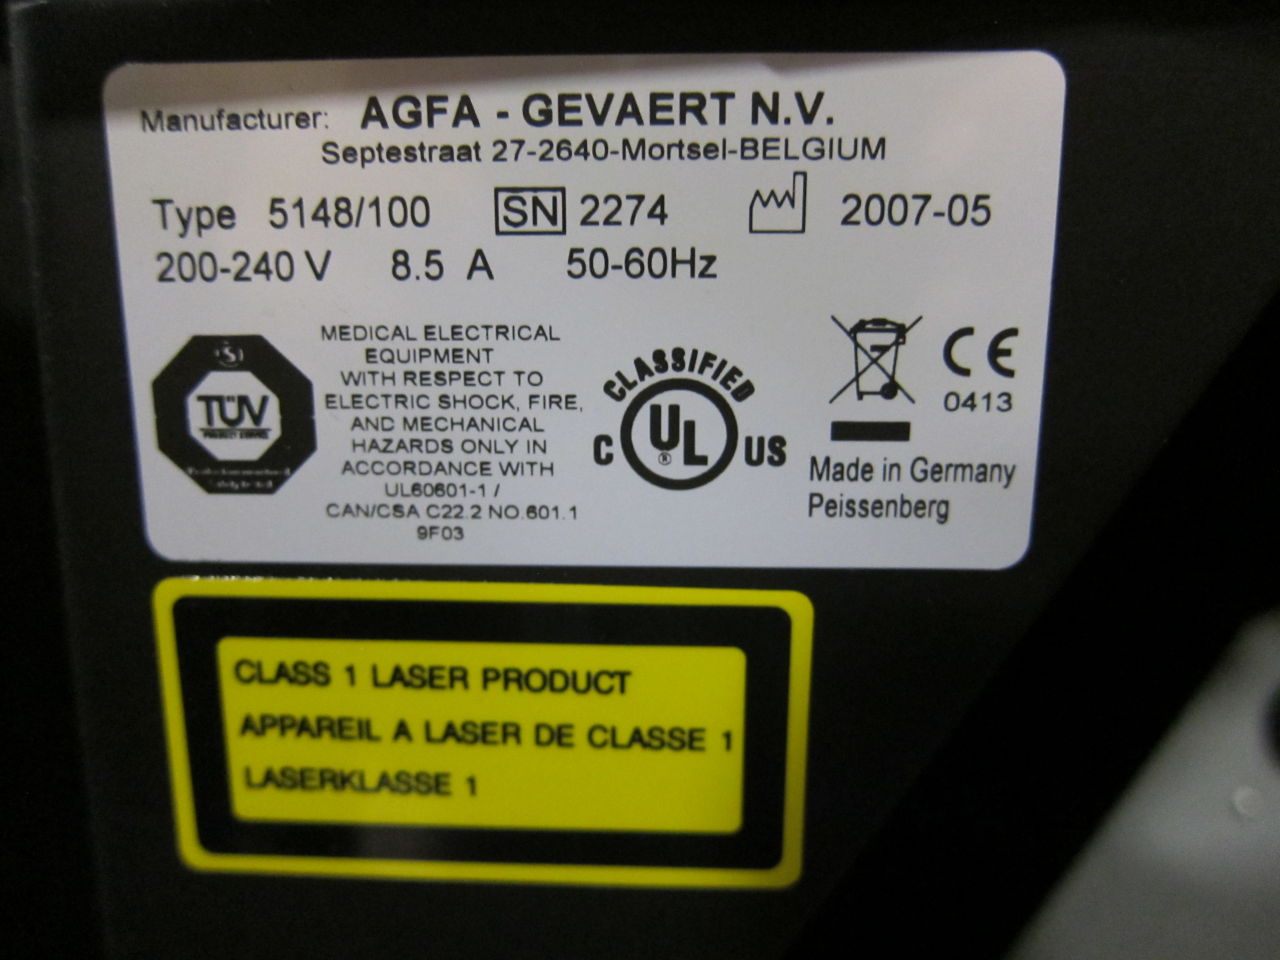 Manufacturer: AGFA - GEVAERT N.V.
Septestraat 27-2640-Mortsel-BELGIUM
Type 5148/100 SN 2274 2007-05
200-240 V 8.5 A 50-60Hz
TÜV
MEDICAL ELECTRICAL
EQUIPMENT
WITH RESPECT TO
ELECTRIC SHOCK, FIRE,
AND MECHANICAL
HAZARDS ONLY IN
ACCORDANCE WITH
UL60601-1 /
CAN/CSA C22.2 NO.601.1
9F03
CLASSIFIED
C UL ® US
CE
0413
Made in Germany
Peissenberg
CLASS 1 LASER PRODUCT
APPAREIL A LASER DE CLASSE 1
LASERKLASSE 1